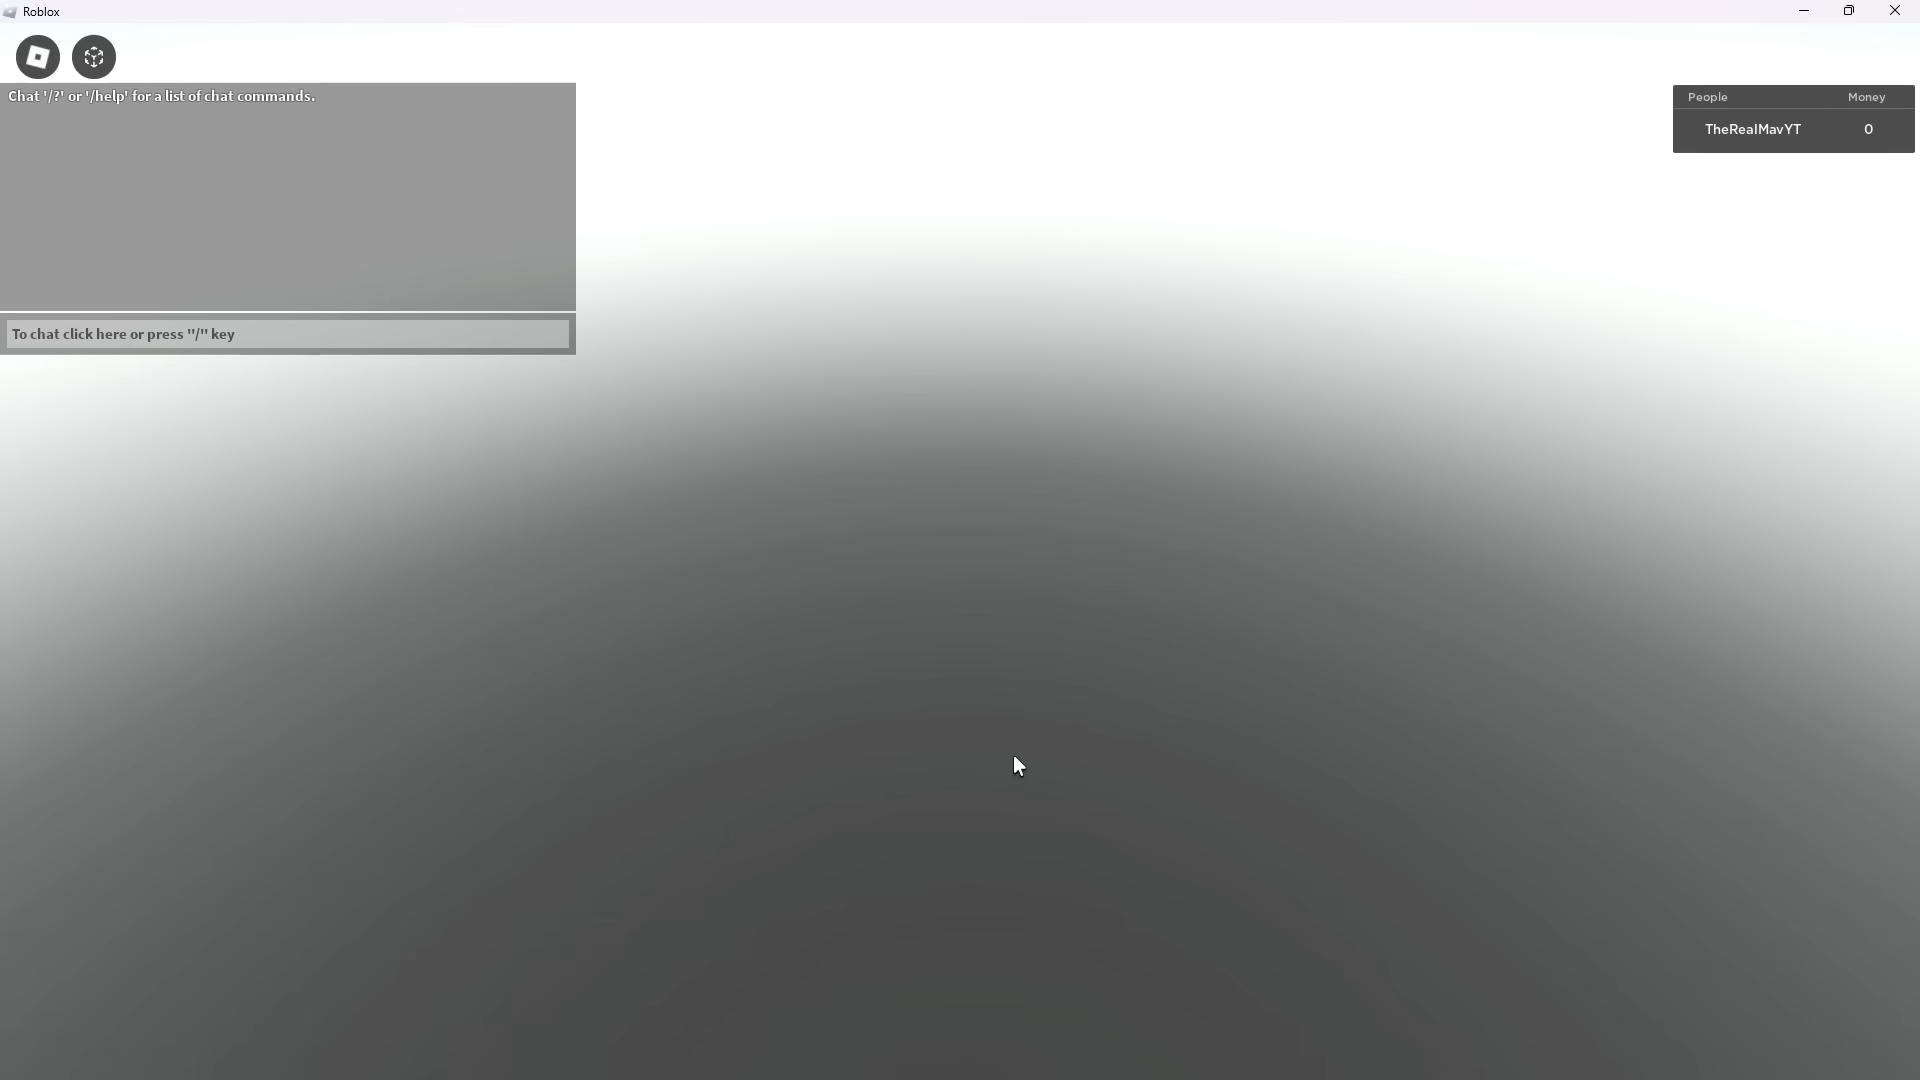 Roblox
Chat '/?' or '/help' for a list of chat commands.
To chat click here or press "/" key
People Money
TheRealMavYT 0